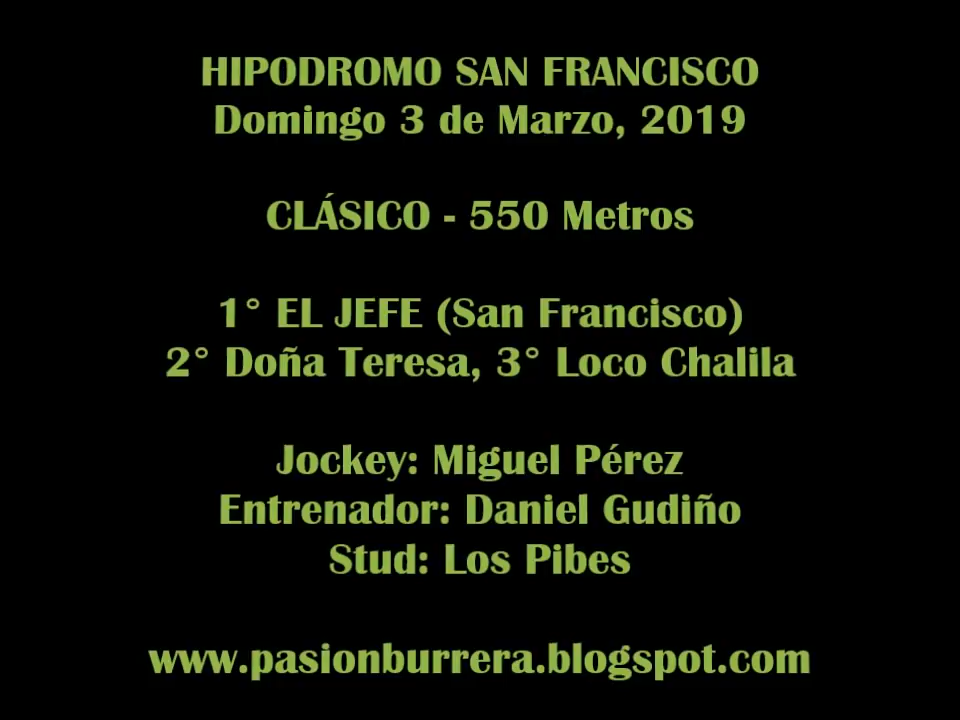 HIPODROMO SAN FRANCISCO
Domingo 3 de Marzo, 2019
CLÁSICO - 550 Metros
1° EL JEFE (San Francisco)
2° Doña Teresa, 3° Loco Chalila
Jockey: Miguel Pérez
Entrenador: Daniel Gudiño
Stud: Los Pibes
www.pasionburrera.blogspot.com